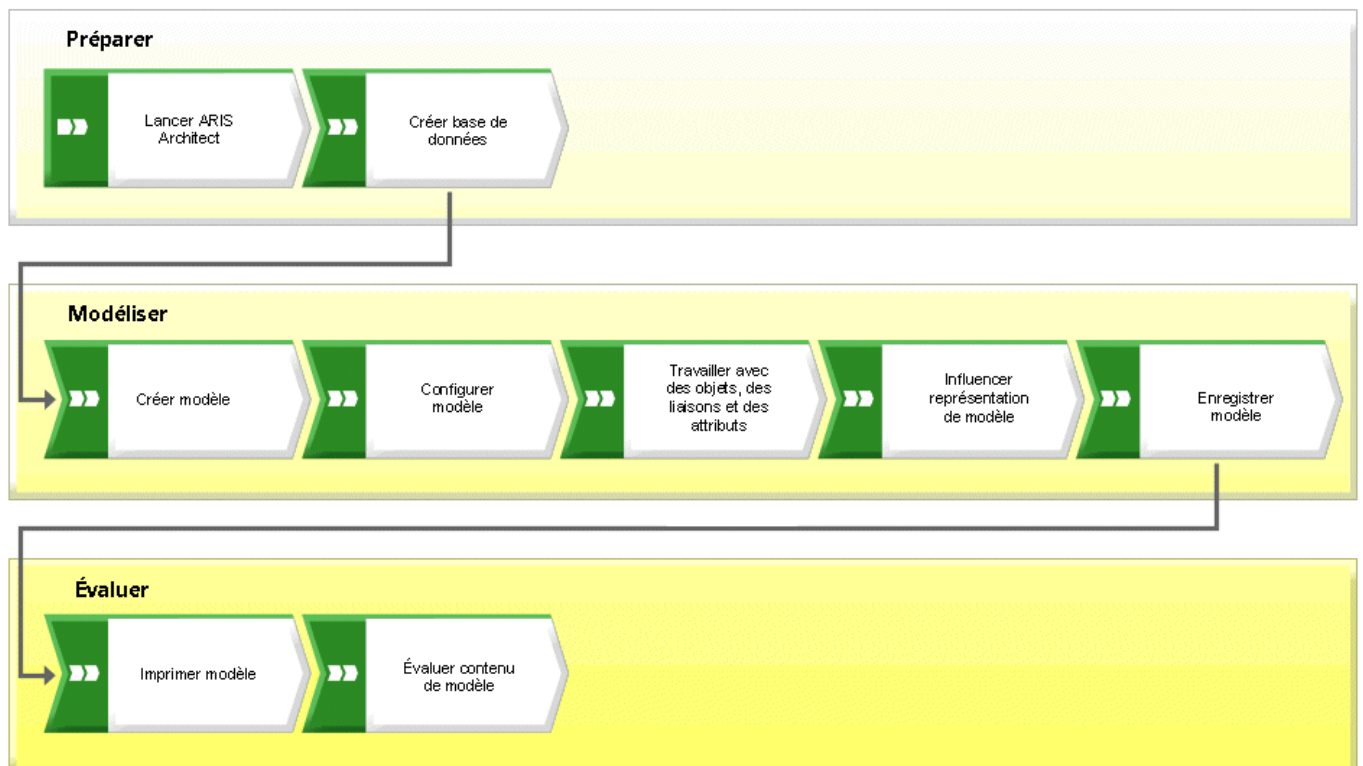 Préparer
Lancer ARIS
Architect
Créer base de
données
Modéliser
Créer modèle
Configurer
modèle
Travailler avec
des objets, des
liaisons et des
attributs
Influencer
représentation
de modèle
Enregistrer
modèle
Évaluer
Imprimer modèle
Évaluer contenu
de modèle